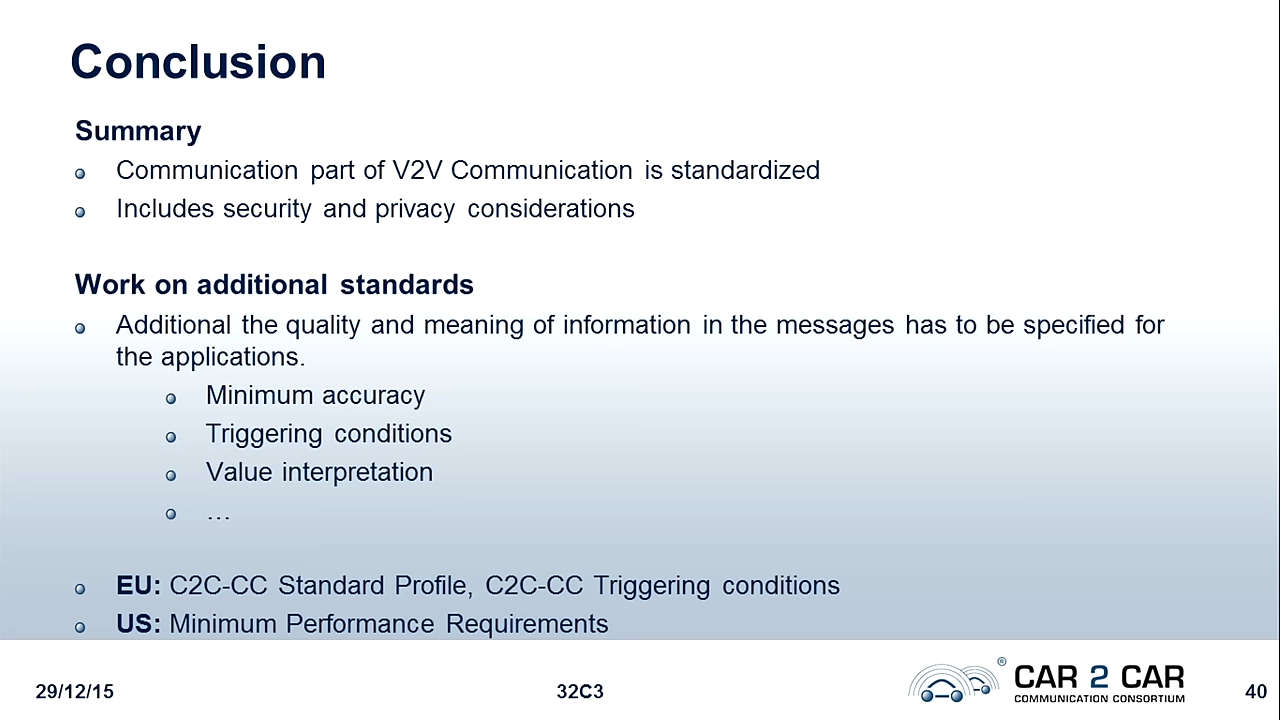 Conclusion
Summary
Communication part of V2V Communication is standardized
Includes security and privacy considerations
Work on additional standards
Additional the quality and meaning of information in the messages has to be specified for
the applications.
Minimum accuracy
Triggering conditions
Value interpretation
…
EU: C2C-CC Standard Profile, C2C-CC Triggering conditions
US: Minimum Performance Requirements
29/12/15
32C3
® CAR 2 CAR
COMMUNICATION CONSORTIUM
40